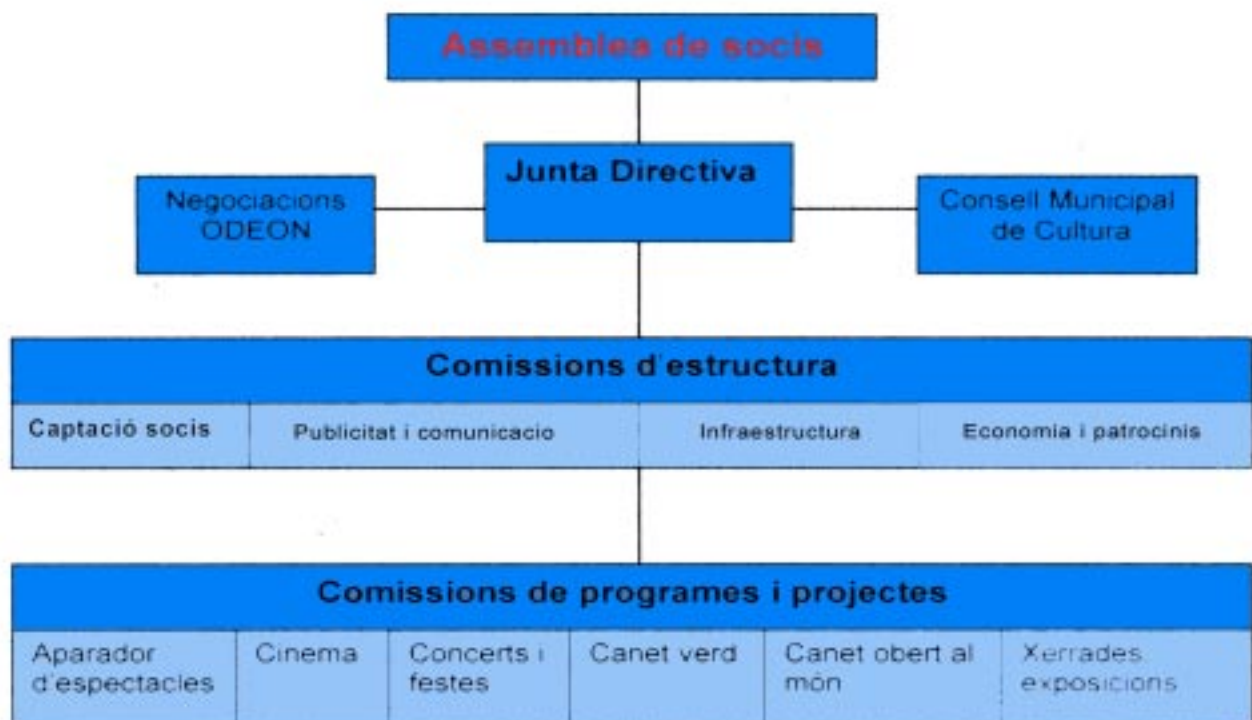 Assemblea de socis
Junta Directiva
Negociacions
ODEON
Consell Municipal
de Cultura
Comissions d'estructura
Captació socis
Publicitat i comunicacio
Infraestructura
Economia i patrocinis
Comissions de programes i projectes
Aparador
d'espectacles
Cinema
Concerts i
festes
Canet verd
Canet obert al
món
Xerrades
exposicions